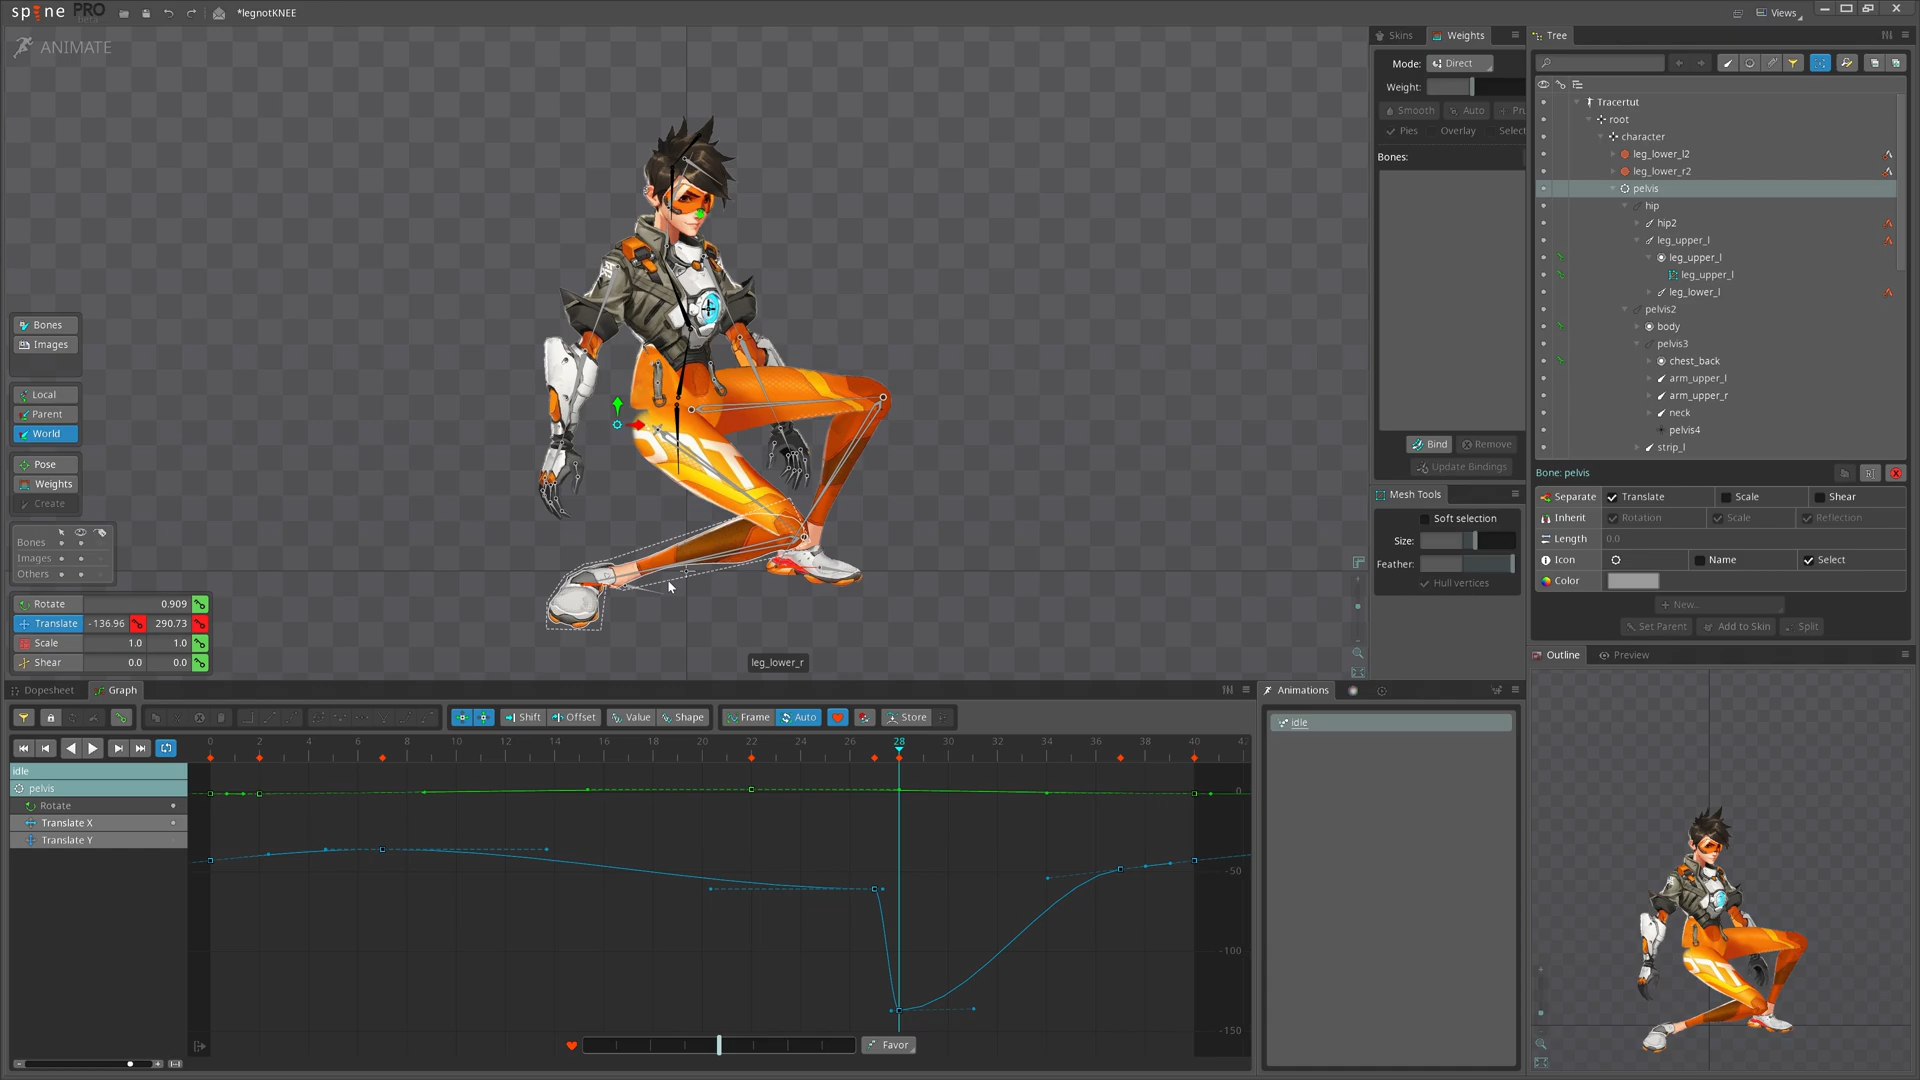 spine PRO beta *legnotKNEE Views
ANIMATE
Bones
Images
Local
Parent
World
Pose
Weights
Create
Bones
Images
Others
Rotate 0.909
Translate -136.96 290.73
Scale 1.0 1.0
Shear 0.0 0.0
leg_lower_r
Skins Weights
Mode: Direct
Weight:
Smooth Auto Pru
Pies Overlay Select
Bones:
Bind Remove
Update Bindings
Mesh Tools
Soft selection
Size:
Feather:
Hull vertices
Tree
Tracertut
root
character
leg_lower_l2
leg_lower_r2
pelvis
hip
hip2
leg_upper_l
leg_upper_l
leg_upper_l
leg_lower_l
pelvis2
body
pelvis3
chest_back
arm_upper_l
arm_upper_r
neck
pelvis4
strip_l
Bone: pelvis
Separate Translate Scale Shear
Inherit Rotation Scale Reflection
Length 0.0
Icon Name Select
Color
New...
Set Parent Add to Skin Split
Outline Preview
Dopesheet Graph
Shift Offset Value Shape Frame Auto Store
0 2 4 6 8 10 12 14 16 18 20 22 24 26 28 30 32 34 36 38 40 42
idle
pelvis
Rotate
Translate X
Translate Y
0
-50
-100
-150
Favor
Animations
idle